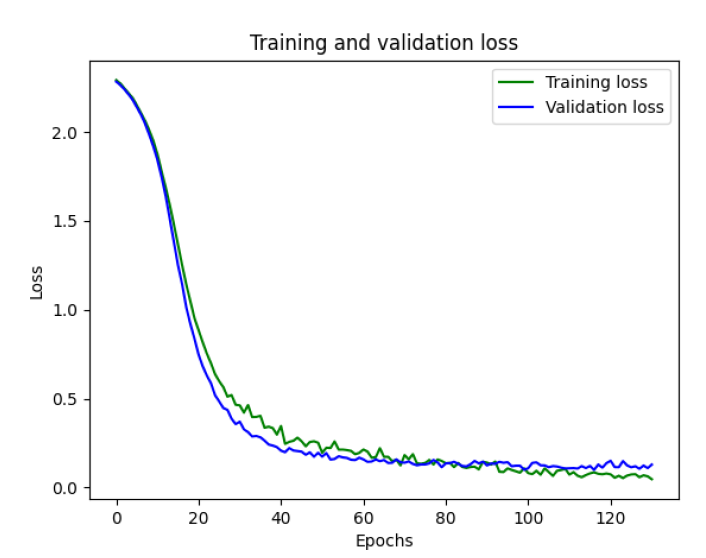 Training and validation loss
Training loss
Validation loss
2.0
1.5
1.0
0.5
0.0
Loss
0 20 40 60 80 100 120
Epochs